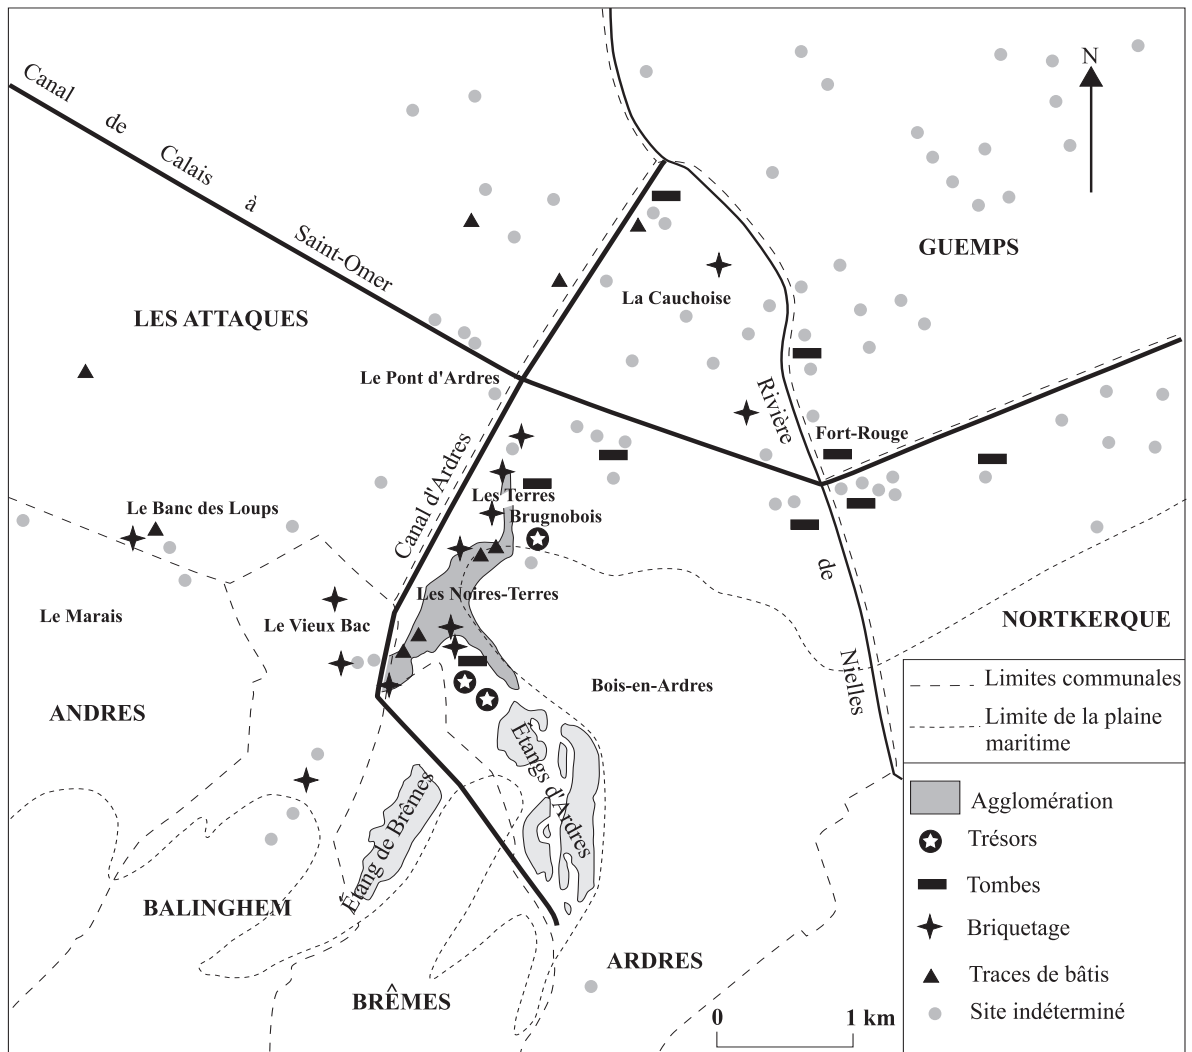 N
Canal de Calais à Saint-Omer
GUEMPS
La Cauchoise
LES ATTAQUES
Le Pont d'Ardres
Rivière de Nielles
Fort-Rouge
Canal d'Ardres
Les Terres
Brugnobois
Le Banc des Loups
Les Noires-Terres
Le Marais
Le Vieux Bac
NORTKERQUE
Bois-en-Ardres
ANDRES
Étangs d'Ardres
Étang de Brêmes
BALINGHEM
ARDRES
BRÊMES
0 1 km
Limites communales
Limite de la plaine
maritime
Agglomération
Trésors
Tombes
Briquetage
Traces de bâtis
Site indéterminé